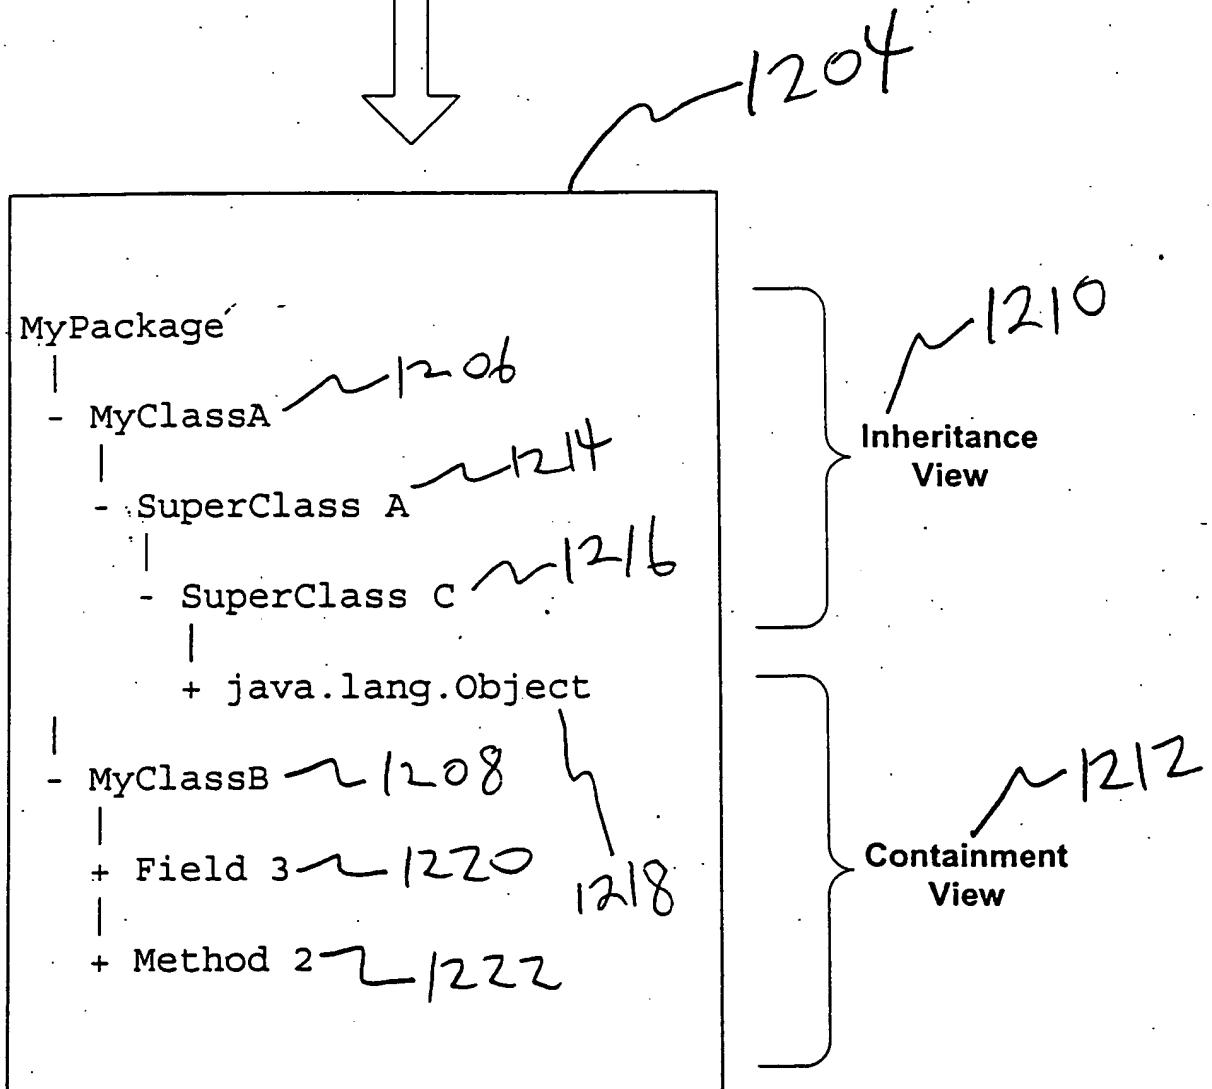 1204
MyPackage
|
- MyClassA 1206
|
- SuperClass A 1214
|
- SuperClass C 1216
|
+ java.lang.Object
1218
|
- MyClassB 1208
|
+ Field 3 1220
|
+ Method 2 1222
1210
Inheritance
View
1212
Containment
View